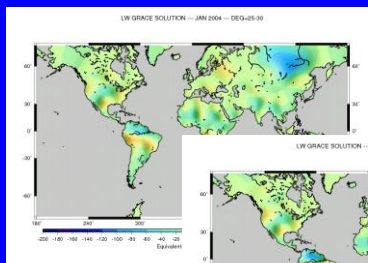 LW GRACE SOLUTION -- JAN 2004 -- DEG=25-30
60° 60°
30° 30°
0° 0°
-30°
-60°
180° 240° 300°
LW GRACE SOLUTION --
-200 -180 -160 -140 -120 -100 -80 -60 -40 -20
Equivalent
60°
30°
0°